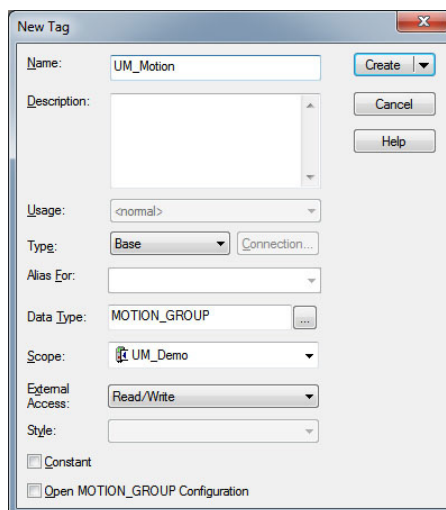 New Tag
Name: UM_Motion Create
Description: Cancel
Help
Usage: <normal>
Type: Base Connection...
Alias For:
Data Type: MOTION_GROUP ...
Scope: UM_Demo
External
Access: Read/Write
Style:
Constant
Open MOTION_GROUP Configuration